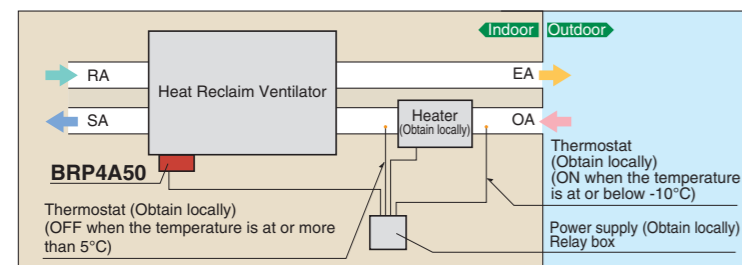 Indoor Outdoor
RA
EA
Heat Reclaim Ventilator
SA
Heater
(Obtain locally)
OA
BRP4A50
Thermostat
(Obtain locally)
(ON when the temperature
is at or below -10°C)
Thermostat (Obtain locally)
(OFF when the temperature is at or more
than 5°C)
Power supply (Obtain locally)
Relay box